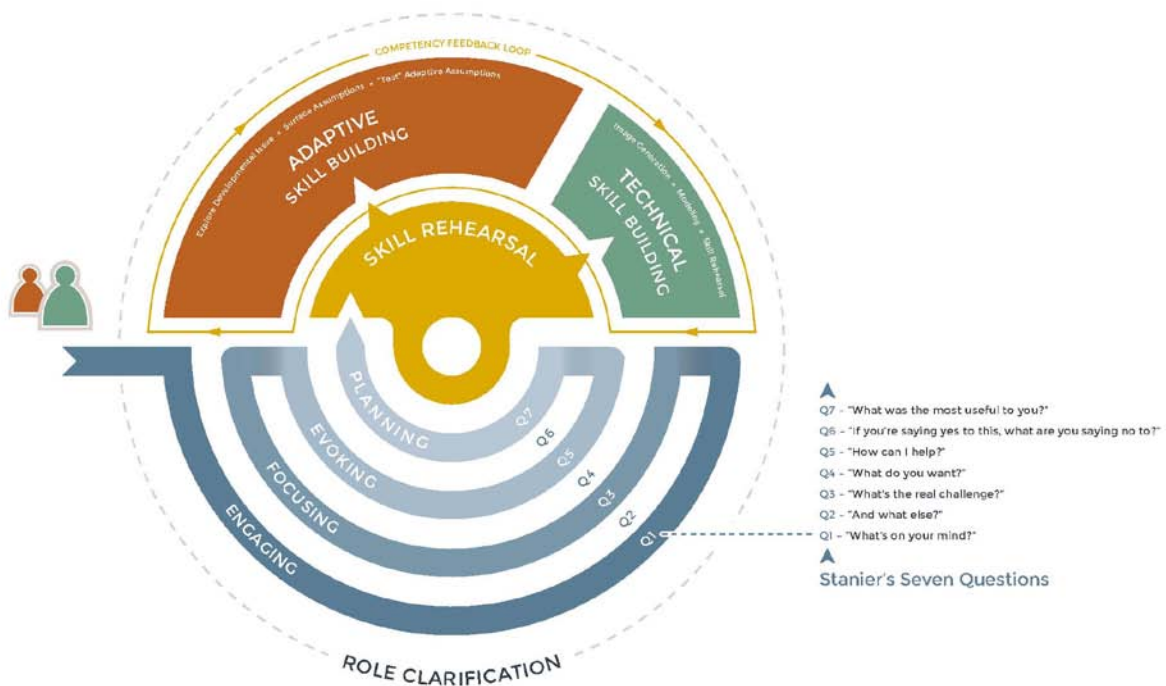 COMPETENCY FEEDBACK LOOP
Explore Developmental Issue • Surface Assumptions • "Test" Adaptive Assumptions
ADAPTIVE
SKILL BUILDING
Image Generation • Modeling • Skill Rehearsal
TECHNICAL
SKILL BUILDING
SKILL REHEARSAL
PLANNING
EVOKING
FOCUSING
ENGAGING
Q7
Q6
Q5
Q4
Q3
Q2
Q1
Q7 - "What was the most useful to you?"
Q6 - "If you're saying yes to this, what are you saying no to?"
Q5 - "How can I help?"
Q4 - "What do you want?"
Q3 - "What's the real challenge?"
Q2 - "And what else?"
Q1 - "What's on your mind?"
Stanier's Seven Questions
ROLE CLARIFICATION